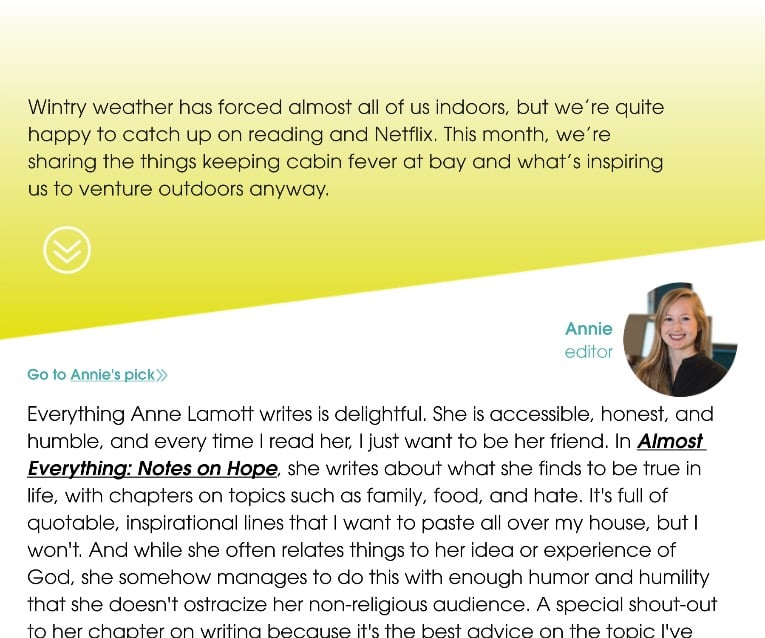 Wintry weather has forced almost all of us indoors, but we´re quite
happy to catch up on reading and Netflix. This month, we´re
sharing the things keeping cabin fever at bay and what´s inspiring
us to venture outdoors anyway.
Annie
editor
Go to Annie's pick»
Everything Anne Lamott writes is delightful. She is accessible, honest, and
humble, and every time I read her, I just want to be her friend. In Almost
Everything: Notes on Hope, she writes about what she finds to be true in
life, with chapters on topics such as family, food, and hate. It's full of
quotable, inspirational lines that I want to paste all over my house, but I
won't. And while she often relates things to her idea or experience of
God, she somehow manages to do this with enough humor and humility
that she doesn't ostracize her non-religious audience. A special shout-out
to her chapter on writing because it's the best advice on the topic I've